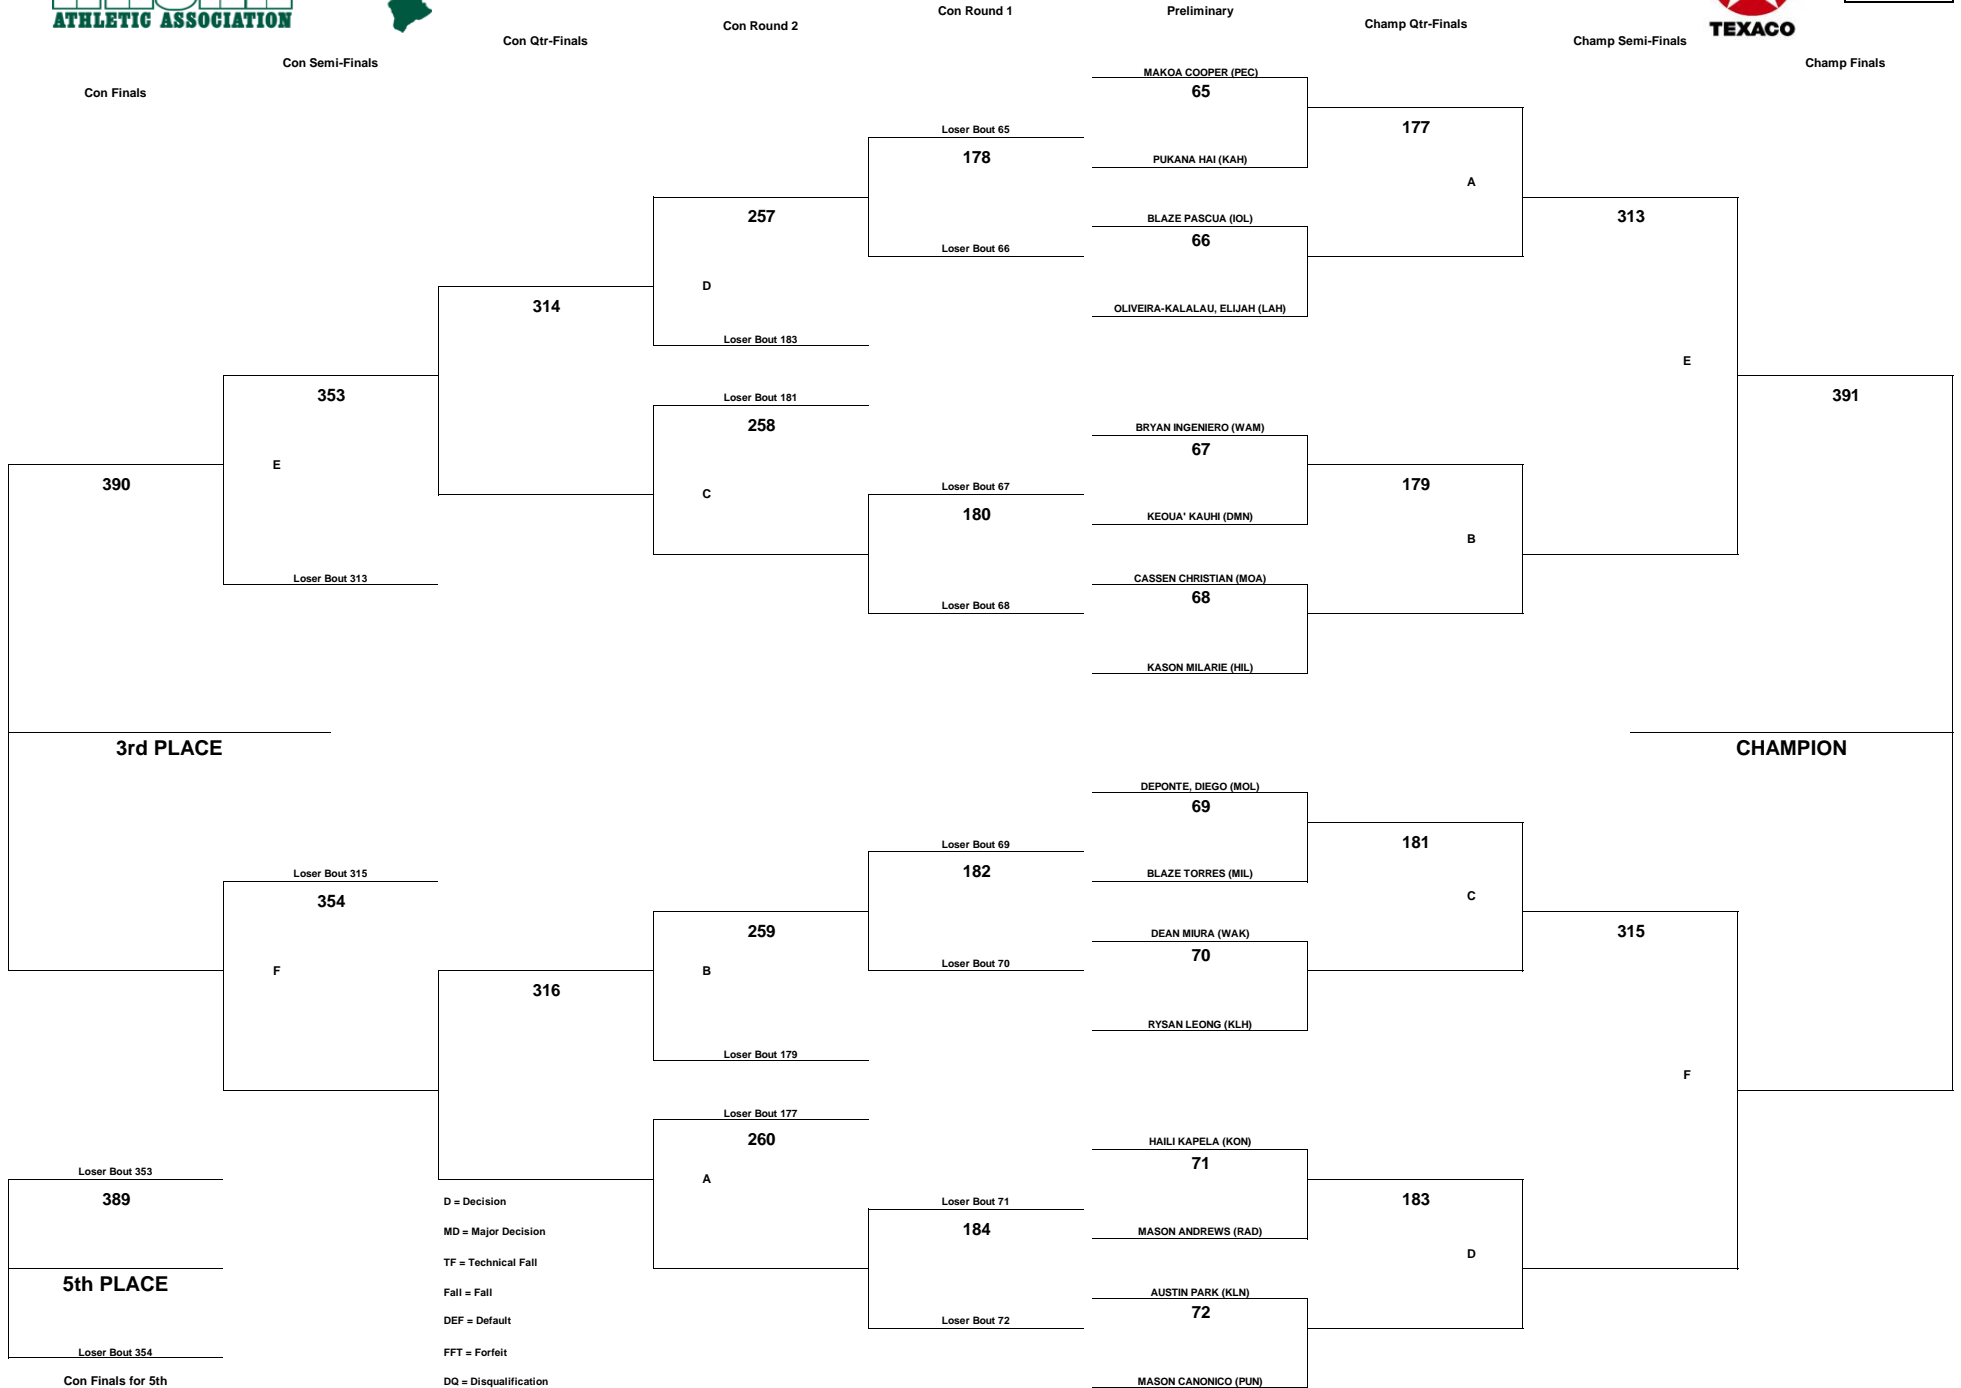 ATHLETIC ASSOCIATION
TEXACO
Con Round 1
Preliminary
Con Round 2
Champ Qtr-Finals
Con Qtr-Finals
Champ Semi-Finals
Con Semi-Finals
Champ Finals
Con Finals
MAKOA COOPER (PEC)
65
Loser Bout 65
177
178
PUKANA HAI (KAH)
A
257
BLAZE PASCUA (IOL)
313
66
Loser Bout 66
D
314
OLIVEIRA-KALALAU, ELIJAH (LAH)
Loser Bout 183
E
353
Loser Bout 181
391
258
BRYAN INGENIERO (WAM)
67
E
390
Loser Bout 67
179
C
180
KEOUA' KAUHI (DMN)
B
Loser Bout 313
CASSEN CHRISTIAN (MOA)
68
Loser Bout 68
KASON MILARIE (HIL)
3rd PLACE
CHAMPION
DEPONTE, DIEGO (MOL)
69
Loser Bout 69
181
Loser Bout 315
182
BLAZE TORRES (MIL)
354
C
259
DEAN MIURA (WAK)
315
70
Loser Bout 70
F
B
316
RYSAN LEONG (KLH)
Loser Bout 179
F
Loser Bout 177
260
HAILI KAPELA (KON)
71
Loser Bout 353
A
389
D = Decision
Loser Bout 71
183
184
MD = Major Decision
MASON ANDREWS (RAD)
D
TF = Technical Fall
5th PLACE
Fall = Fall
AUSTIN PARK (KLN)
72
DEF = Default
Loser Bout 72
Loser Bout 354
FFT = Forfeit
Con Finals for 5th
DQ = Disqualification
MASON CANONICO (PUN)